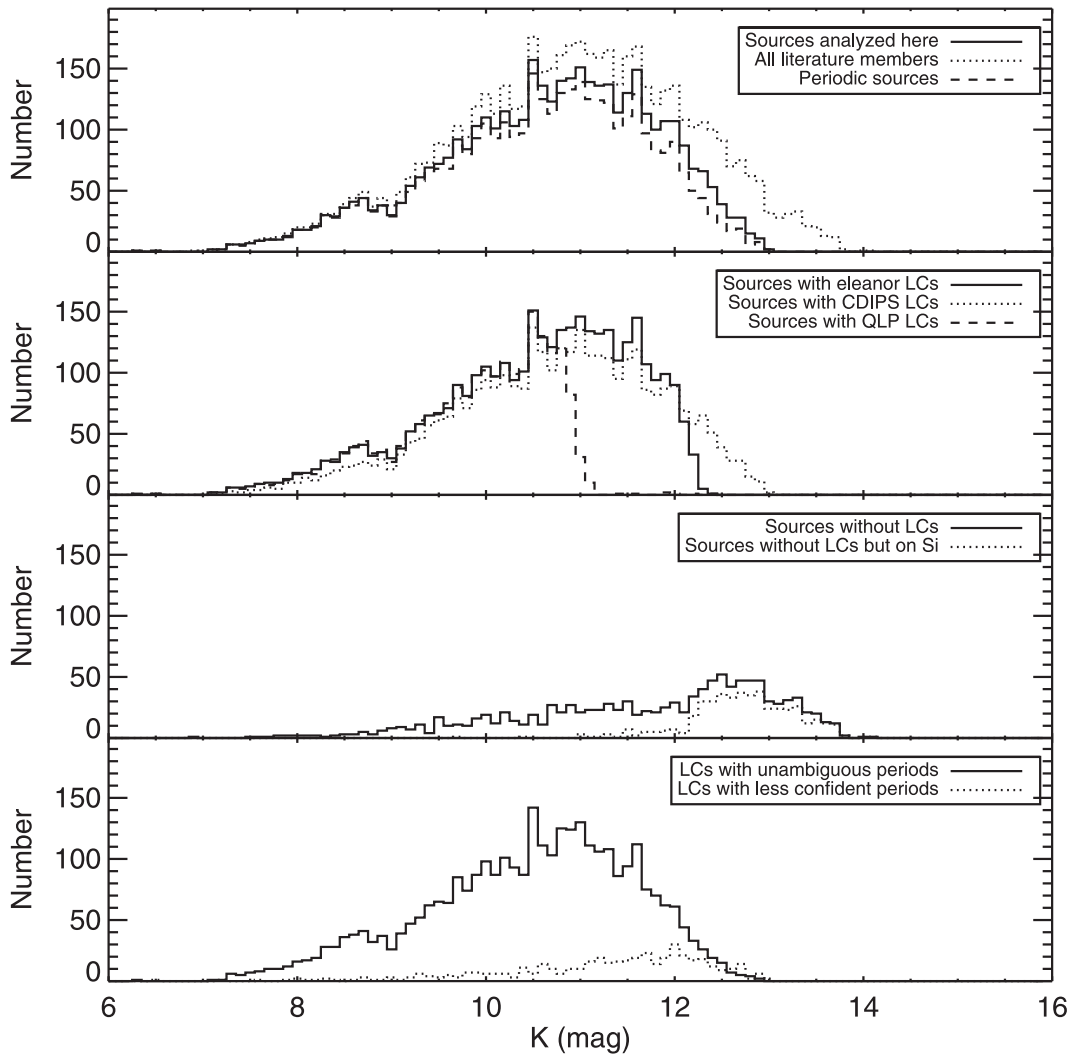 Sources analyzed here
All literature members
Periodic sources
150
100
50
0
Number
Sources with eleanor LCs
Sources with CDIPS LCs
Sources with QLP LCs
150
100
50
0
Number
Sources without LCs
Sources without LCs but on Si
150
100
50
0
Number
LCs with unambiguous periods
LCs with less confident periods
150
100
50
0
Number
6
8
10
12
14
16
K (mag)